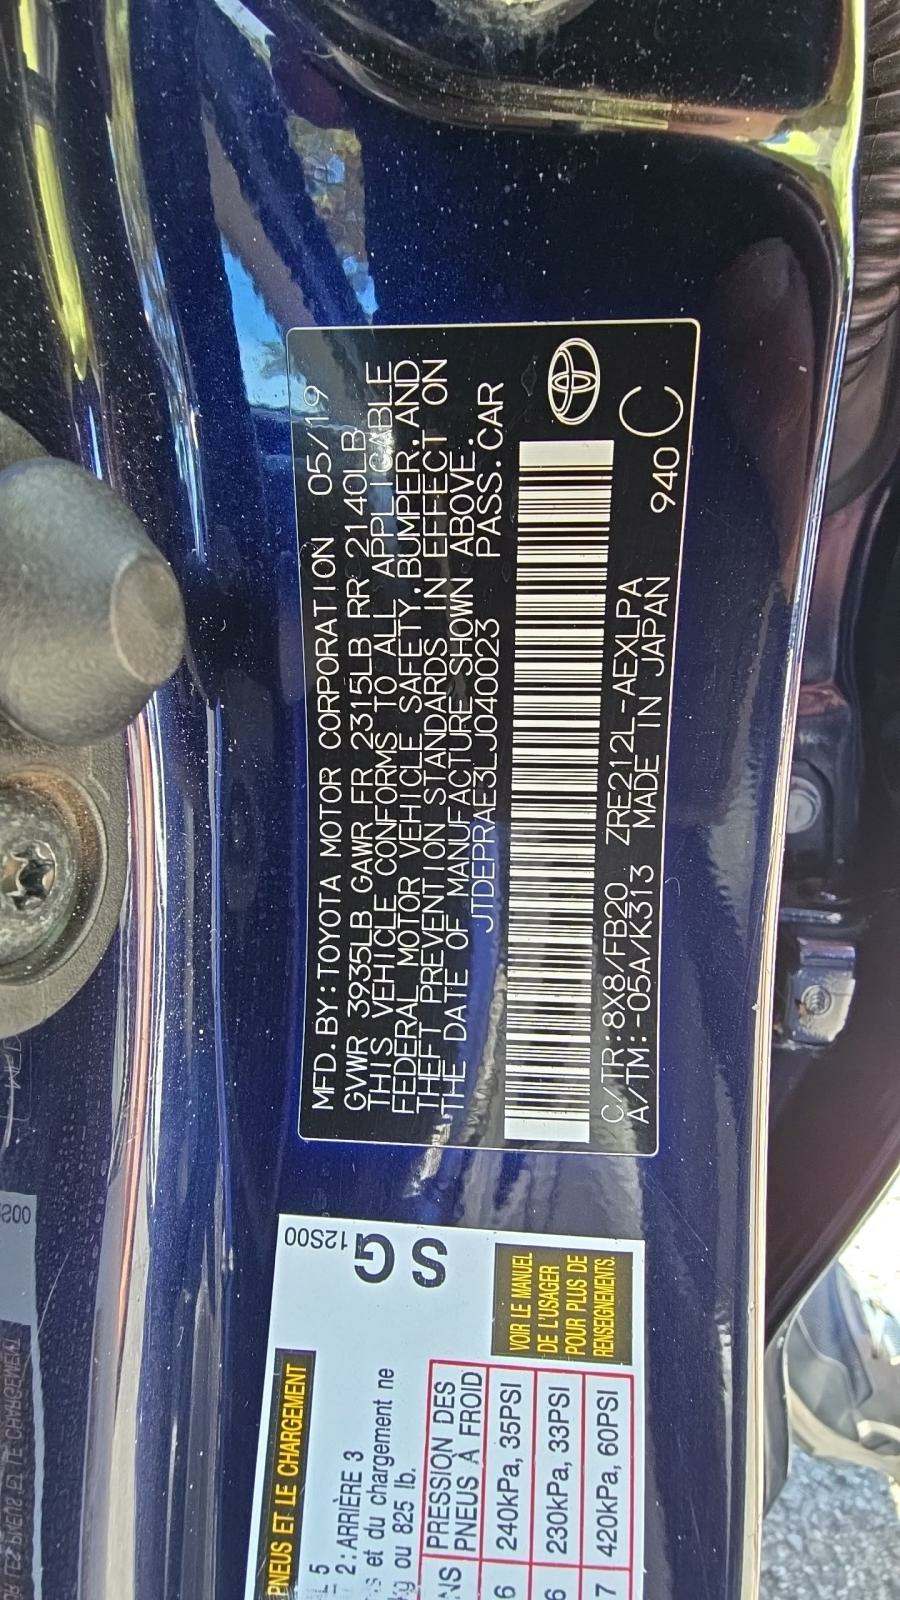 MFD.BY:TOYOTA MOTOR CORPORATION 05/19
GVWR 3935LB GAWR FR 2315LB RR 2140LB
THIS VEHICLE CONFORMS TO ALL APPLICABLE
FEDERAL MOTOR VEHICLE SAFETY, BUMPER, AND
THEFT PREVENTION STANDARDS IN EFFECT ON
THE DATE OF MANUFACTURE SHOWN ABOVE.
JTDEPRAE3LJ040023 PASS.CAR
C/TR:8X8/FB20 ZRE212L-AEXLPA
A/TM:-05A/K313 MADE IN JAPAN 940 C
12S00
SG
PNEUS ET LE CHARGEMENT
5
2:ARRIÈRE 3
et du chargement ne
ou 825 lb.
PRESSION DES
PNEUS À FROID
6 240kPa, 35PSI
6 230kPa, 33PSI
7 420kPa, 60PSI
VOIR LE MANUEL
DE L'USAGER
POUR PLUS DE
RENSEIGNEMENTS.